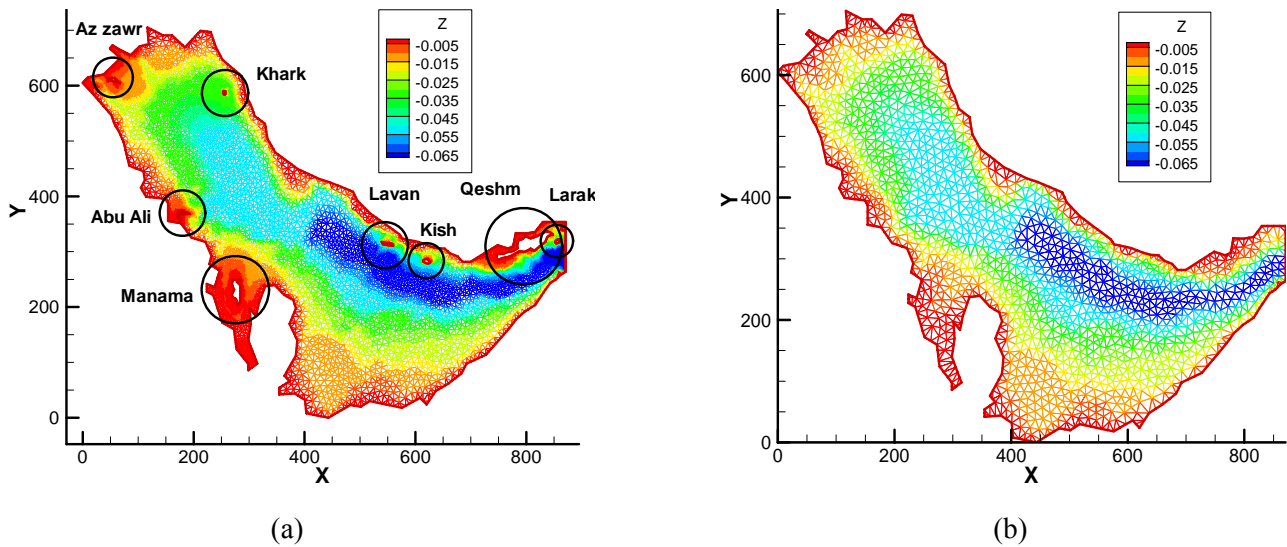 Az zawr
Khark
Abu Ali
Manama
Lavan
Kish
Qeshm
Larak
Z
-0.005
-0.015
-0.025
-0.035
-0.045
-0.055
-0.065
Y
600
400
200
0
0 200 400 600 800
X
(a)
Z
-0.005
-0.015
-0.025
-0.035
-0.045
-0.055
-0.065
Y
600
400
200
0
0 200 400 600 800
X
(b)